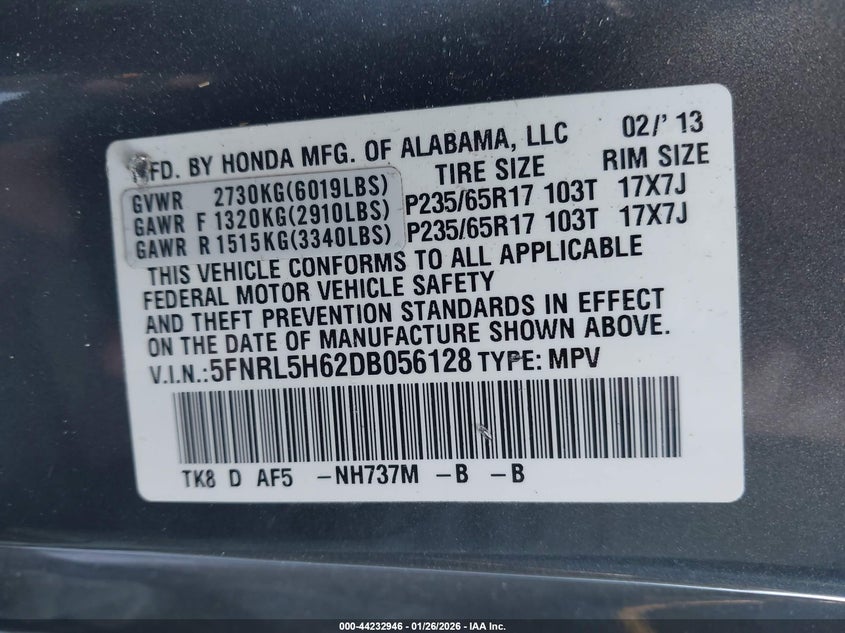 MFD. BY HONDA MFG. OF ALABAMA, LLC 02/' 13
TIRE SIZE RIM SIZE
GVWR 2730KG(6019LBS)
GAWR F 1320KG(2910LBS) P235/65R17 103T 17X7J
GAWR R 1515KG(3340LBS) P235/65R17 103T 17X7J
THIS VEHICLE CONFORMS TO ALL APPLICABLE
FEDERAL MOTOR VEHICLE SAFETY
AND THEFT PREVENTION STANDARDS IN EFFECT
ON THE DATE OF MANUFACTURE SHOWN ABOVE.
V.I.N.:5FNRL5H62DB056128 TYPE: MPV
TK8 D AF5 -NH737M -B -B
000-44232946 - 01/26/2026 - IAA Inc.